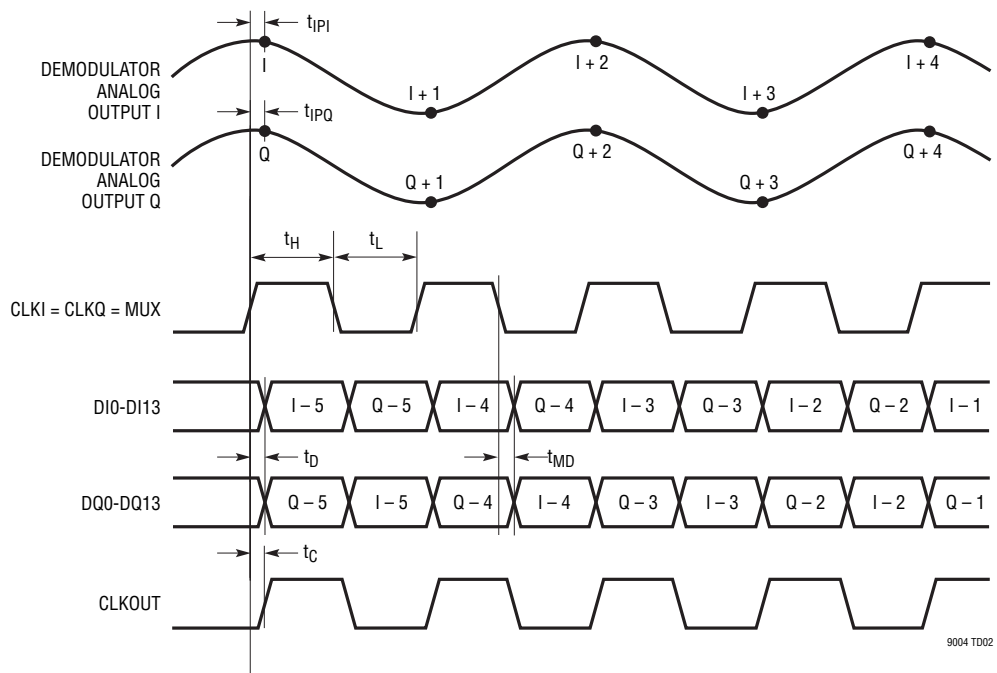 tIPI
DEMODULATOR
ANALOG
OUTPUT I
I
I + 1
I + 2
I + 3
I + 4
tIPQ
DEMODULATOR
ANALOG
OUTPUT Q
Q
Q + 1
Q + 2
Q + 3
Q + 4
tH
tL
CLKI = CLKQ = MUX
DI0-DI13
I – 5
Q – 5
I – 4
Q – 4
I – 3
Q – 3
I – 2
Q – 2
I – 1
tD
tMD
DQ0-DQ13
Q – 5
I – 5
Q – 4
I – 4
Q – 3
I – 3
Q – 2
I – 2
Q – 1
tC
CLKOUT
9004 TD02